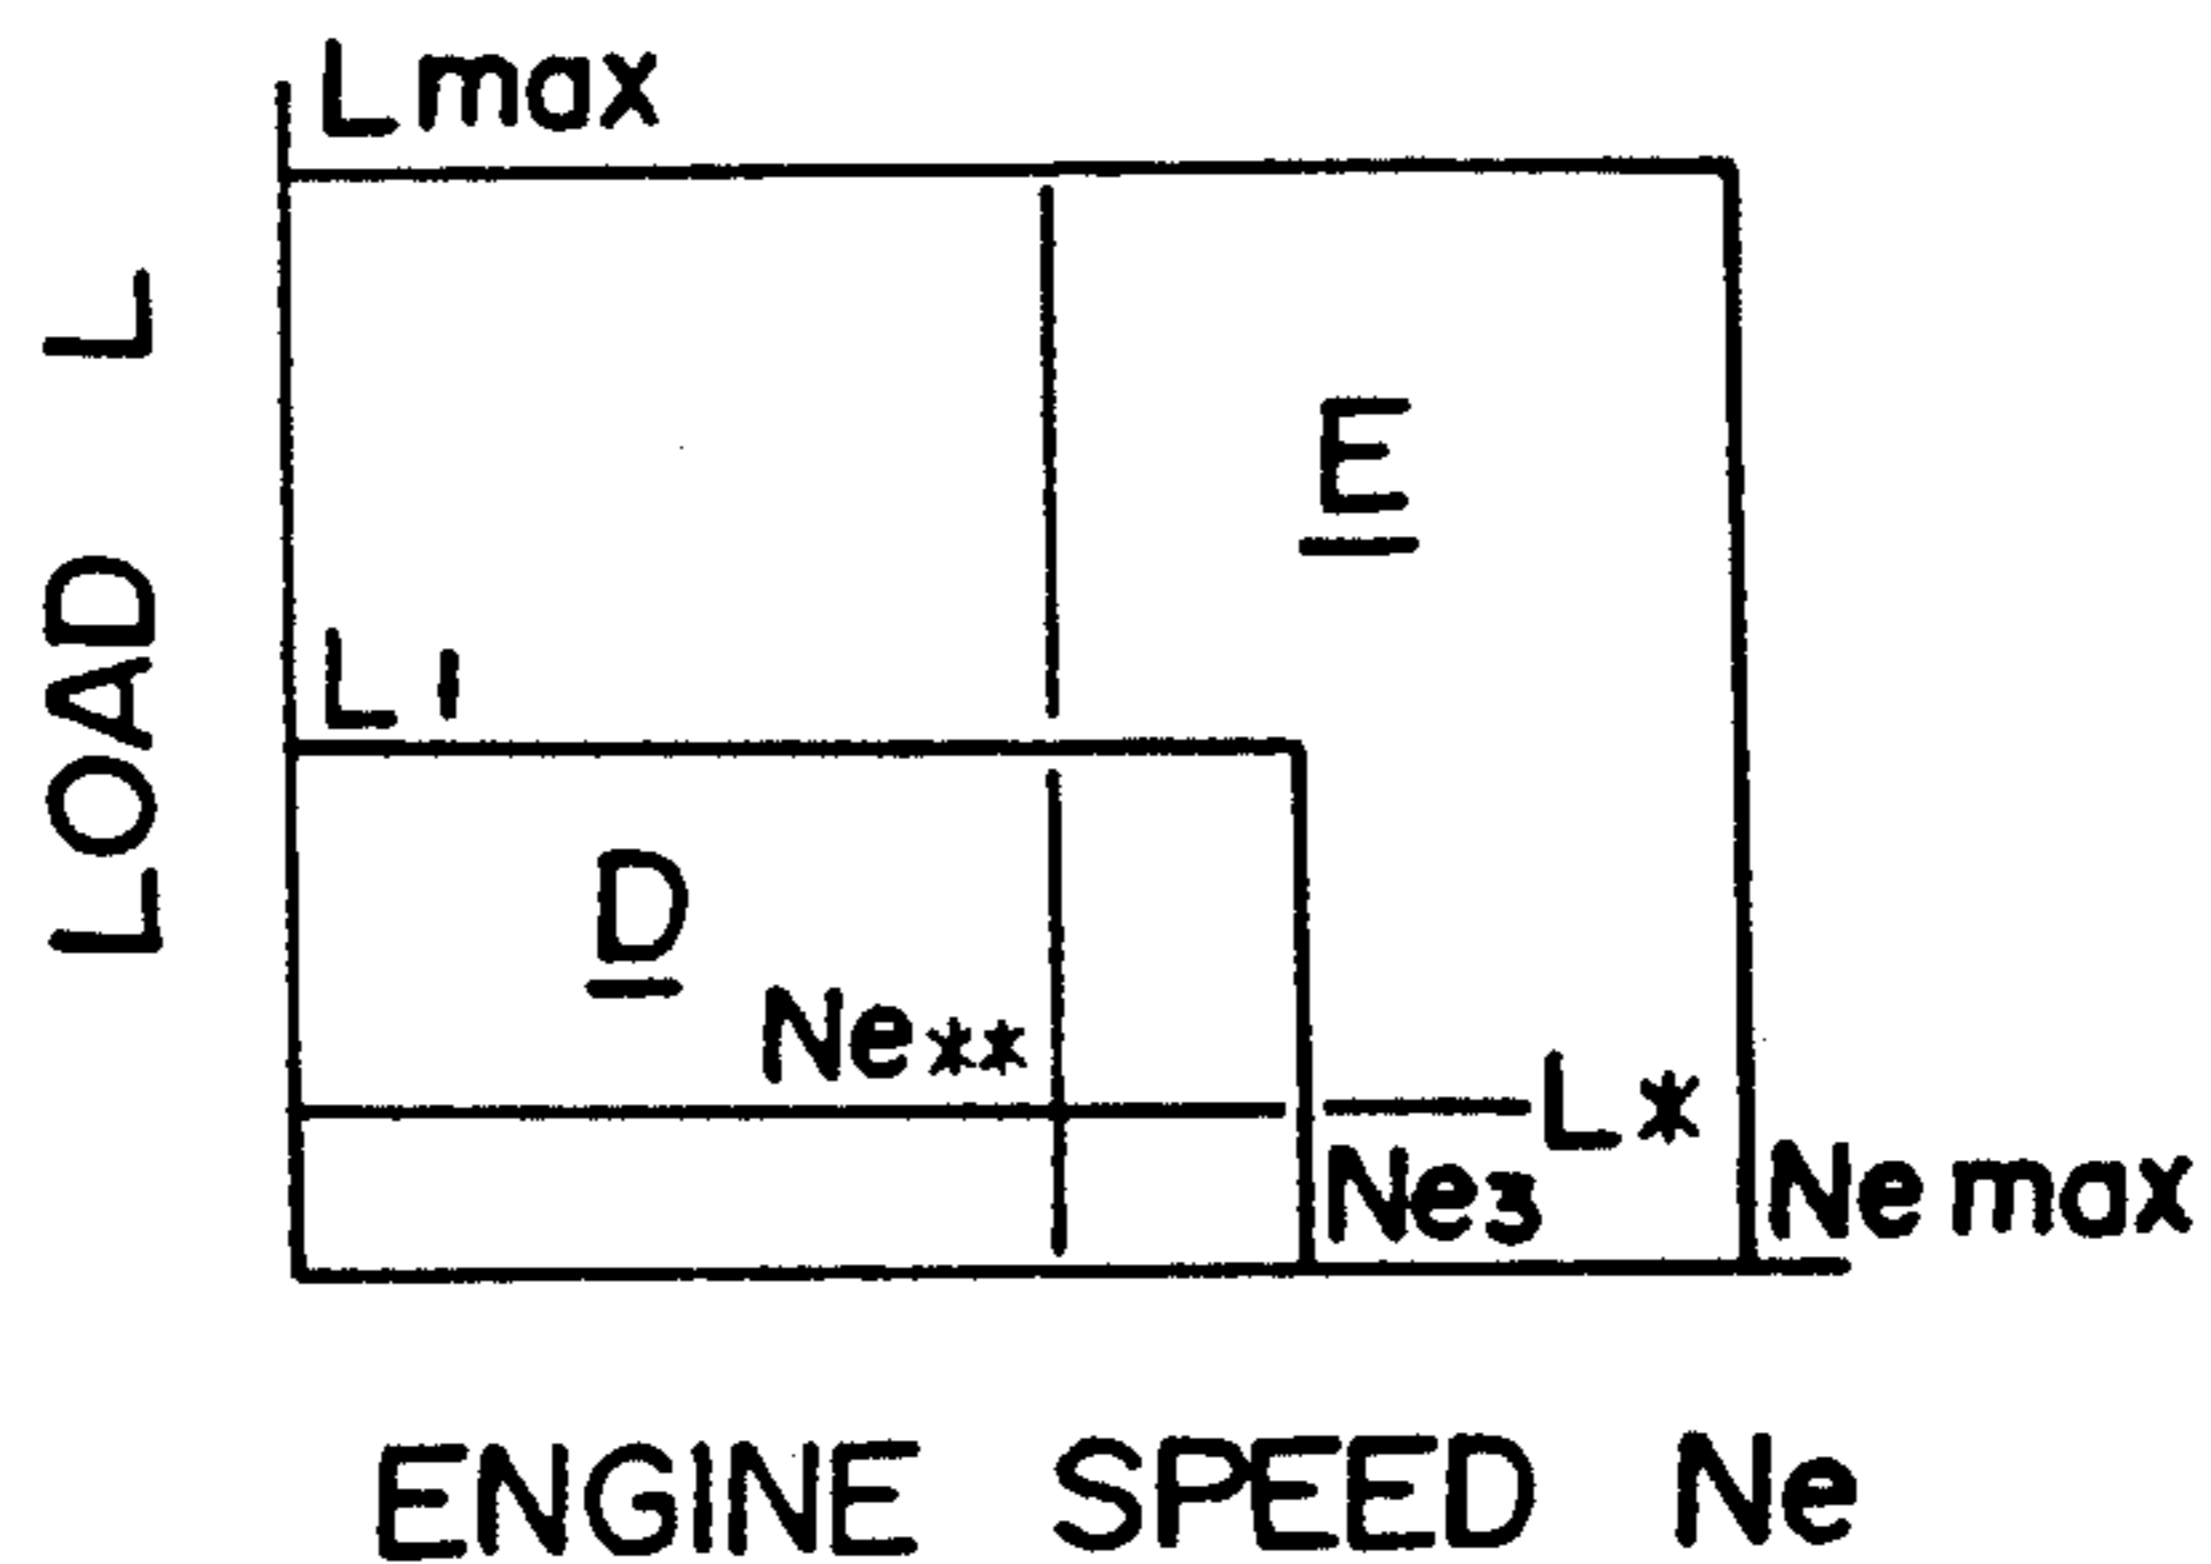 Lmax
LOAD L
E
L1
D
Ne**
L*
Ne3
Nemax
ENGINE SPEED Ne